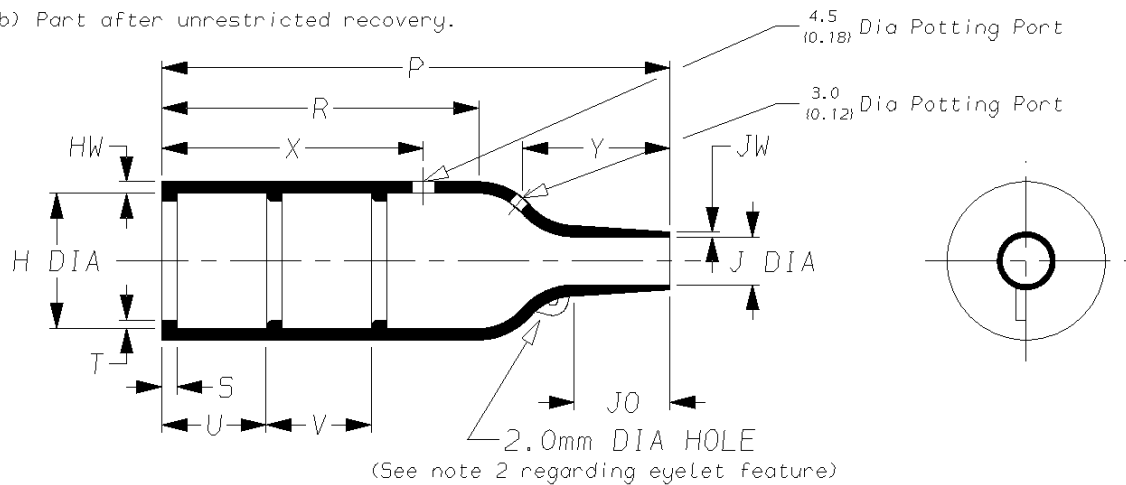 b) Part after unrestricted recovery.
4.5
(0.18) Dia Potting Port
P
3.0
(0.12) Dia Potting Port
R
HW
X
Y
JW
H DIA
J DIA
T
S
U
V
JO
2.0mm DIA HOLE
(See note 2 regarding eyelet feature)